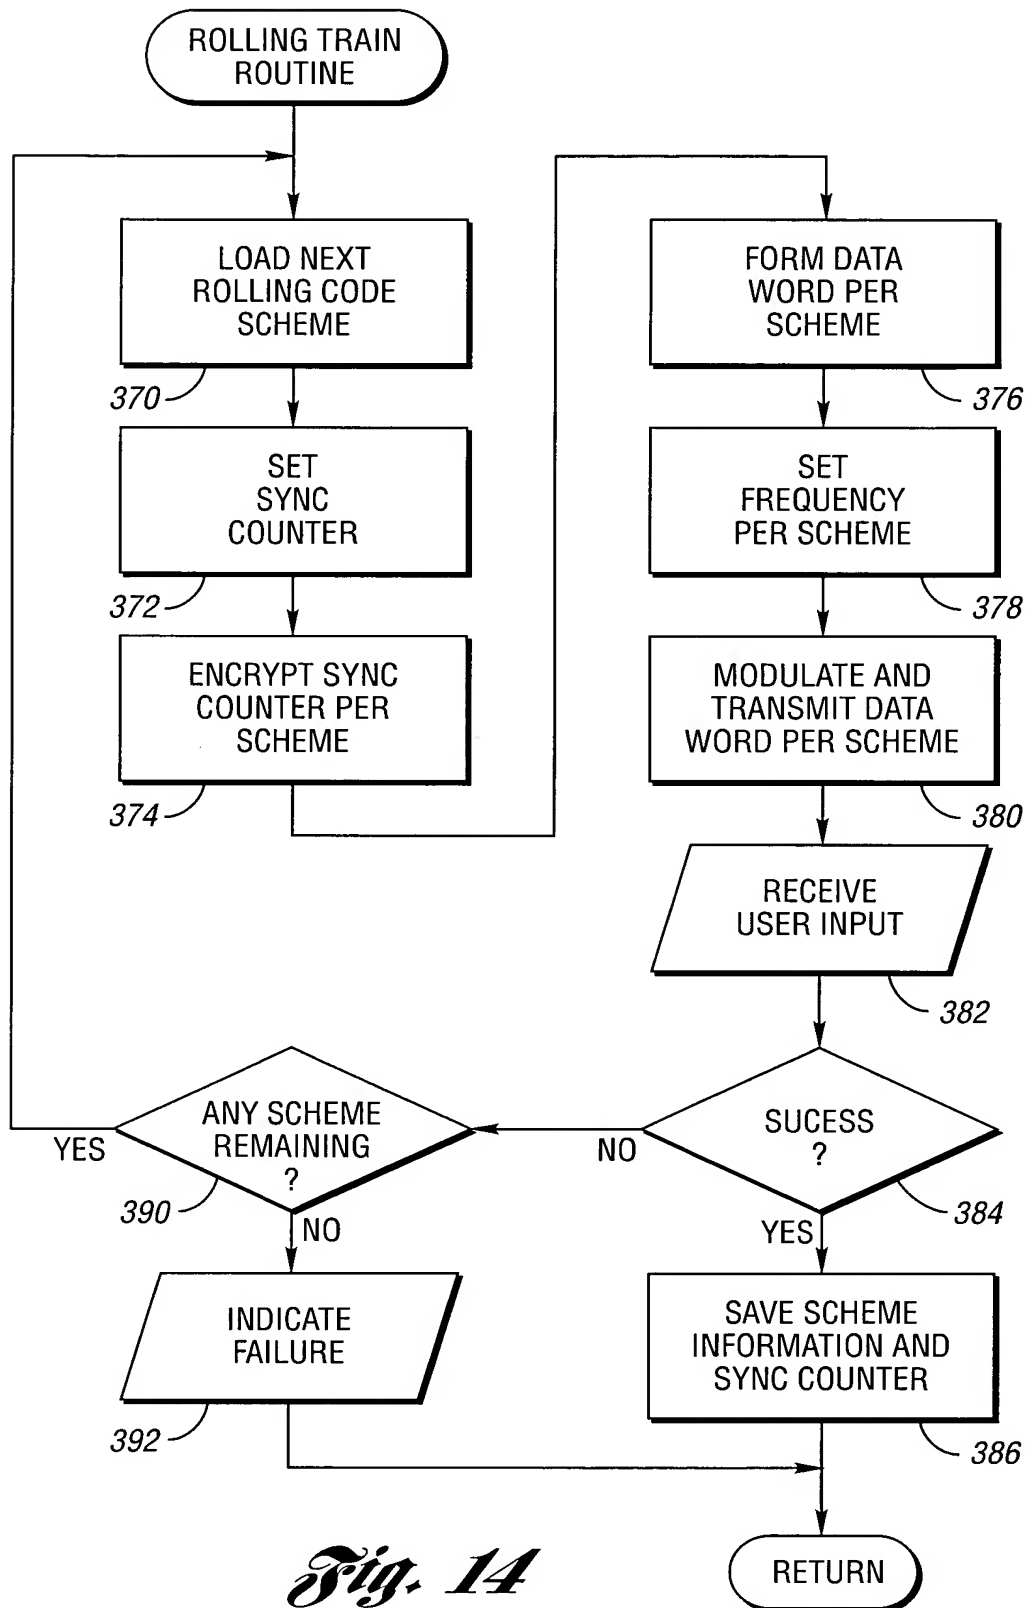 ROLLING TRAIN
ROUTINE
LOAD NEXT
ROLLING CODE
SCHEME
370
SET
SYNC
COUNTER
372
ENCRYPT SYNC
COUNTER PER
SCHEME
374
FORM DATA
WORD PER
SCHEME
376
SET
FREQUENCY
PER SCHEME
378
MODULATE AND
TRANSMIT DATA
WORD PER SCHEME
380
RECEIVE
USER INPUT
382
SUCESS
?
384
NO
YES
ANY SCHEME
REMAINING
?
390
YES
NO
INDICATE
FAILURE
392
SAVE SCHEME
INFORMATION AND
SYNC COUNTER
386
RETURN
Fig. 14